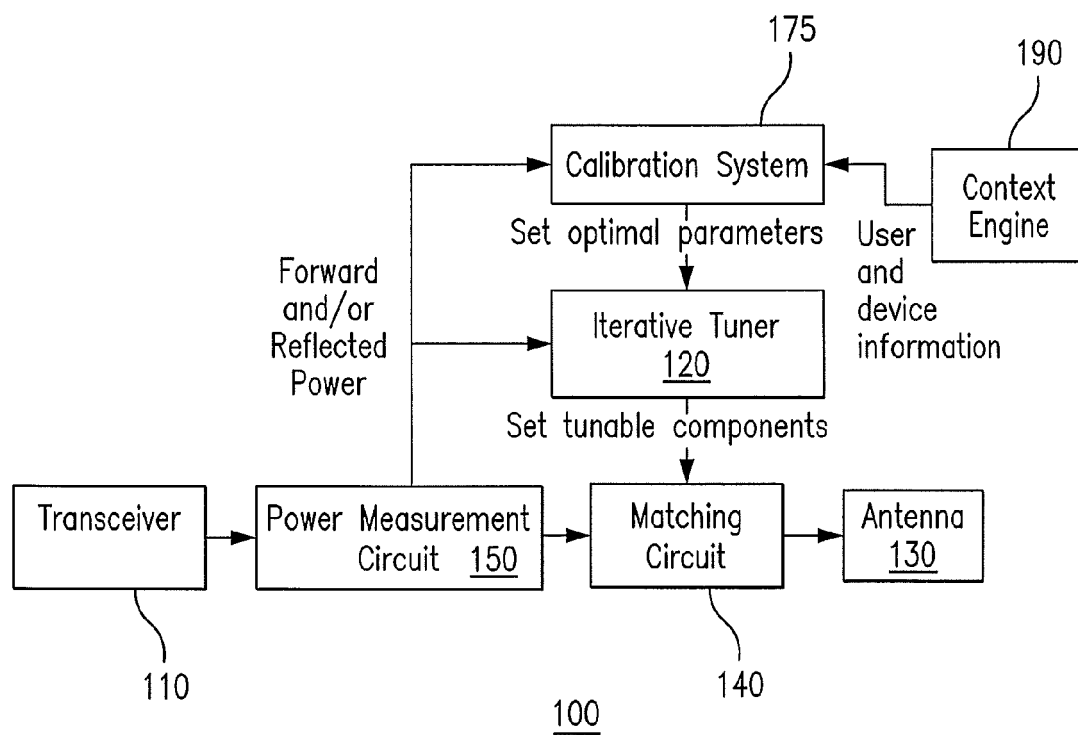 175
190
Calibration System
Context
Engine
Set optimal parameters
User
and
device
information
Forward
and/or
Reflected
Power
Iterative Tuner
120
Set tunable components
Transceiver
Power Measurement
Circuit 150
Matching
Circuit
Antenna
130
110
140
100